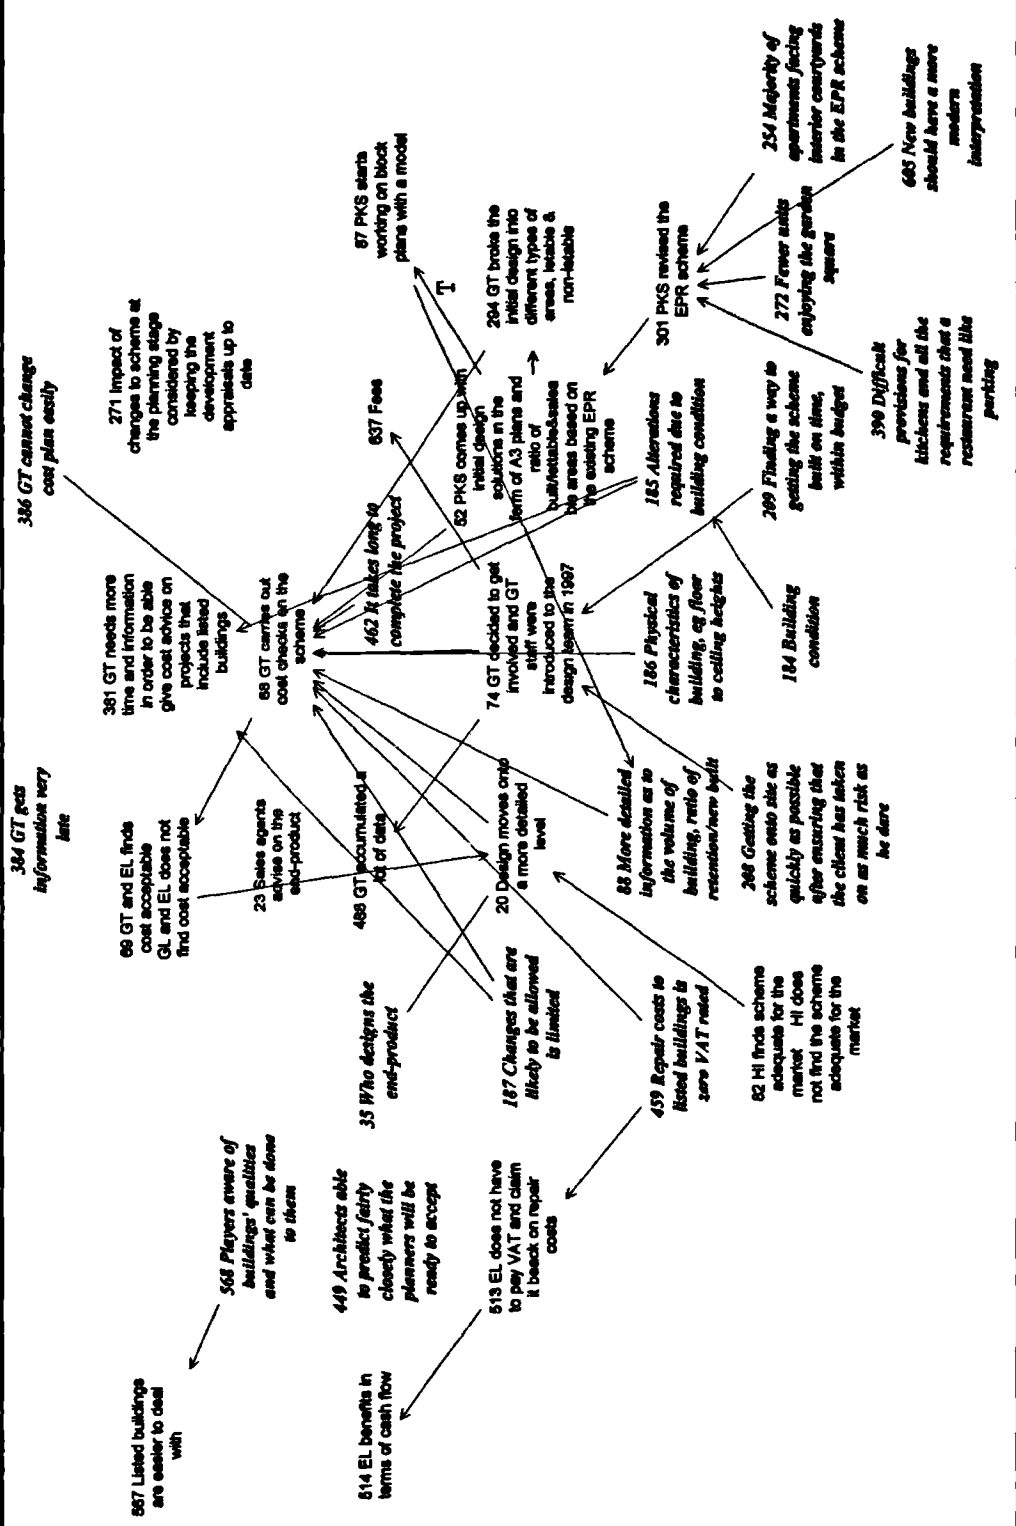 386 GT cannot change
cost plan easily
384 GT gets
information very
late
271 Impact of
changes to scheme at
the planning stage
considered by
keeping the
development
appraisals up to
date
381 GT needs more
time and information
in order to be able
give cost advice on
projects that
include listed
buildings
69 GT and EL finds
cost acceptable
GL and EL does not
find cost acceptable
567 Listed buildings
are easier to deal
with
568 Players aware of
buildings' qualities
and what can be done
to them
68 GT carries out
cost checks on the
scheme
23 Sales agents
advise on the
end-product
87 PKS starts
working on block
plans with a model
T
637 Fees
462 It takes long to
complete the project
488 GT accumulated a
lot of data
35 Who designs the
end-product
449 Architects able
to predict fairly
closely what the
planners will be
ready to accept
514 EL benefits in
terms of cash flow
294 GT broke the
initial design into
different types of
areas, letable &
non-letable
52 PKS comes up with
initial design
solutions in the
form of A3 plans and
ratio of
built/lettable&salea
ble areas based on
the existing EPR
scheme
74 GT decided to get
involved and GT
staff were
introduced to the
design team in 1997
20 Design moves onto
a more detailed
level
187 Changes that are
likely to be allowed
is limited
513 EL does not have
to pay VAT and claim
it beack on repair
costs
301 PKS revised the
EPR scheme
185 Alterations
required due to
building condition
186 Physical
characteristics of
building, eg floor
to ceiling heights
88 More detailed
information as to
the volume of
building, ratio of
retention/new built
459 Repair costs to
listed buildings is
zero VAT rated
254 Majority of
apartments facing
interior courtyards
in the EPR scheme
272 Fewer units
enjoying the garden
square
209 Finding a way to
getting the scheme
built on time,
within budget
184 Building
condition
268 Getting the
scheme onto site as
quickly as possible
after ensuring that
the client has taken
on as much risk as
he dare
82 HI finds scheme
adequate for the
market HI does
not find the scheme
adequate for the
market
605 New buildings
should have a more
modern
interpretation
390 Difficult
provisions for
kitchens and all the
requirements that a
restaurant need like
parking